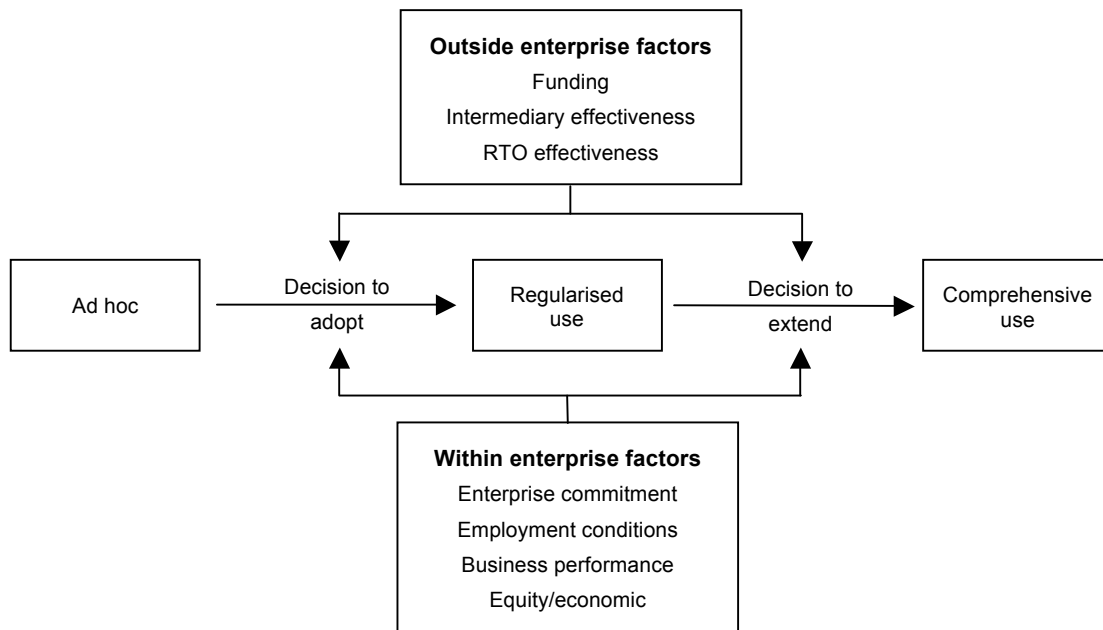 Outside enterprise factors
Funding
Intermediary effectiveness
RTO effectiveness
Ad hoc
Decision to
adopt
Regularised
use
Decision to
extend
Comprehensive
use
Within enterprise factors
Enterprise commitment
Employment conditions
Business performance
Equity/economic